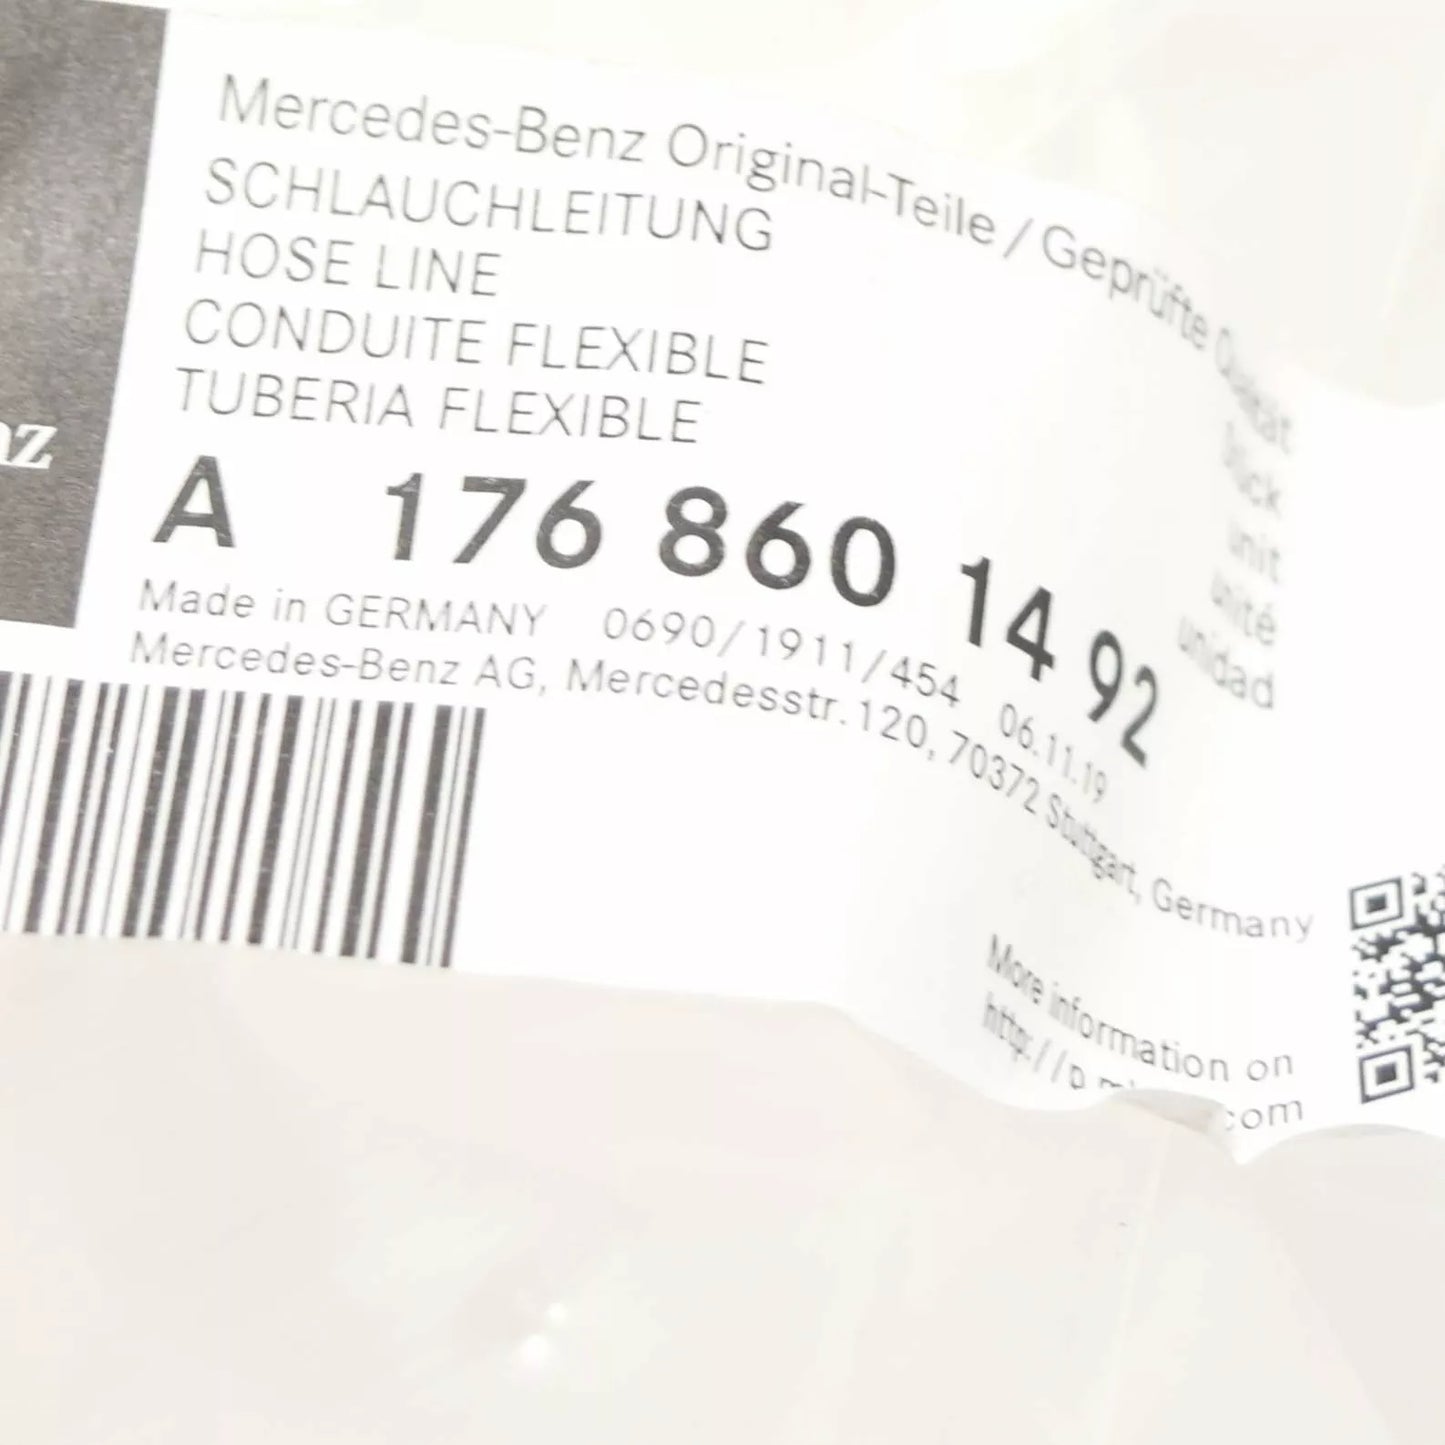 Mercedes-Benz Original-Teile / Geprüfte Qualität
SCHLAUCHLEITUNG
HOSE LINE
CONDUITE FLEXIBLE
TUBERIA FLEXIBLE
nz
Stück
unit
unité
unidad
A 176 860 14 92
Made in GERMANY 0690/1911/454 06.11.19
Mercedes-Benz AG, Mercedesstr. 120, 70372 Stuttgart, Germany
More information on
http://p.m com